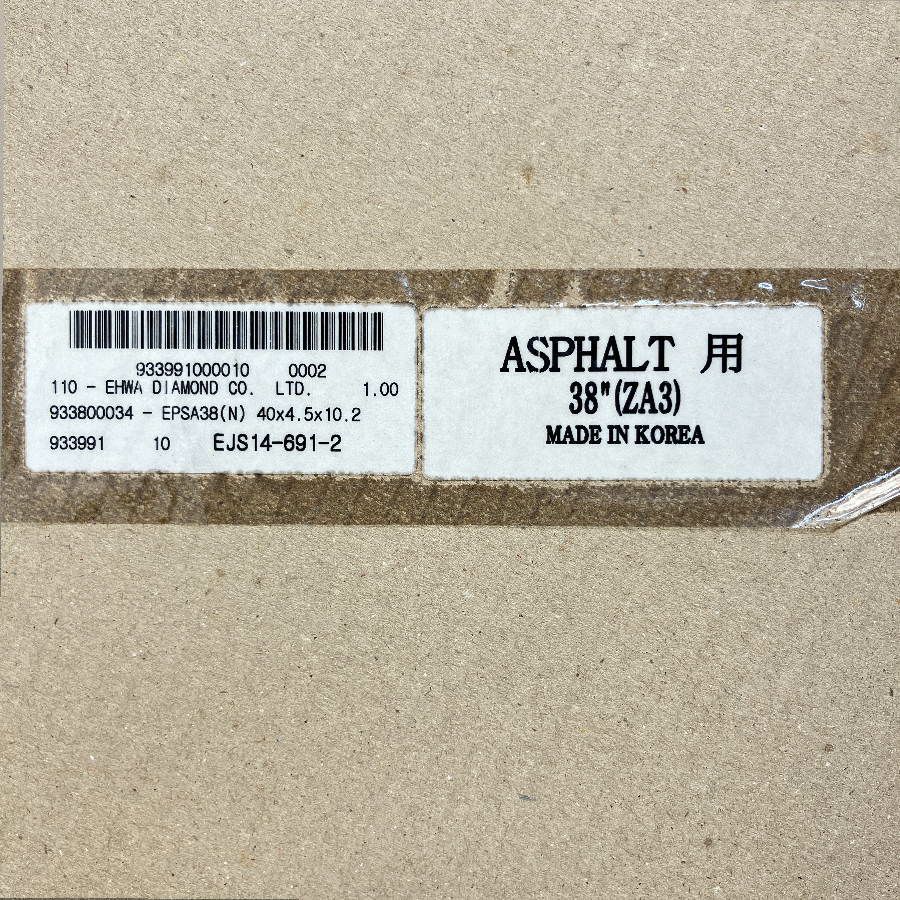 933991000010 0002
110 - EHWA DIAMOND CO. LTD. 1.00
933800034 - EPSA38(N) 40x4.5x10.2
933991 10 EJS14-691-2
ASPHALT 用
38"(ZA3)
MADE IN KOREA